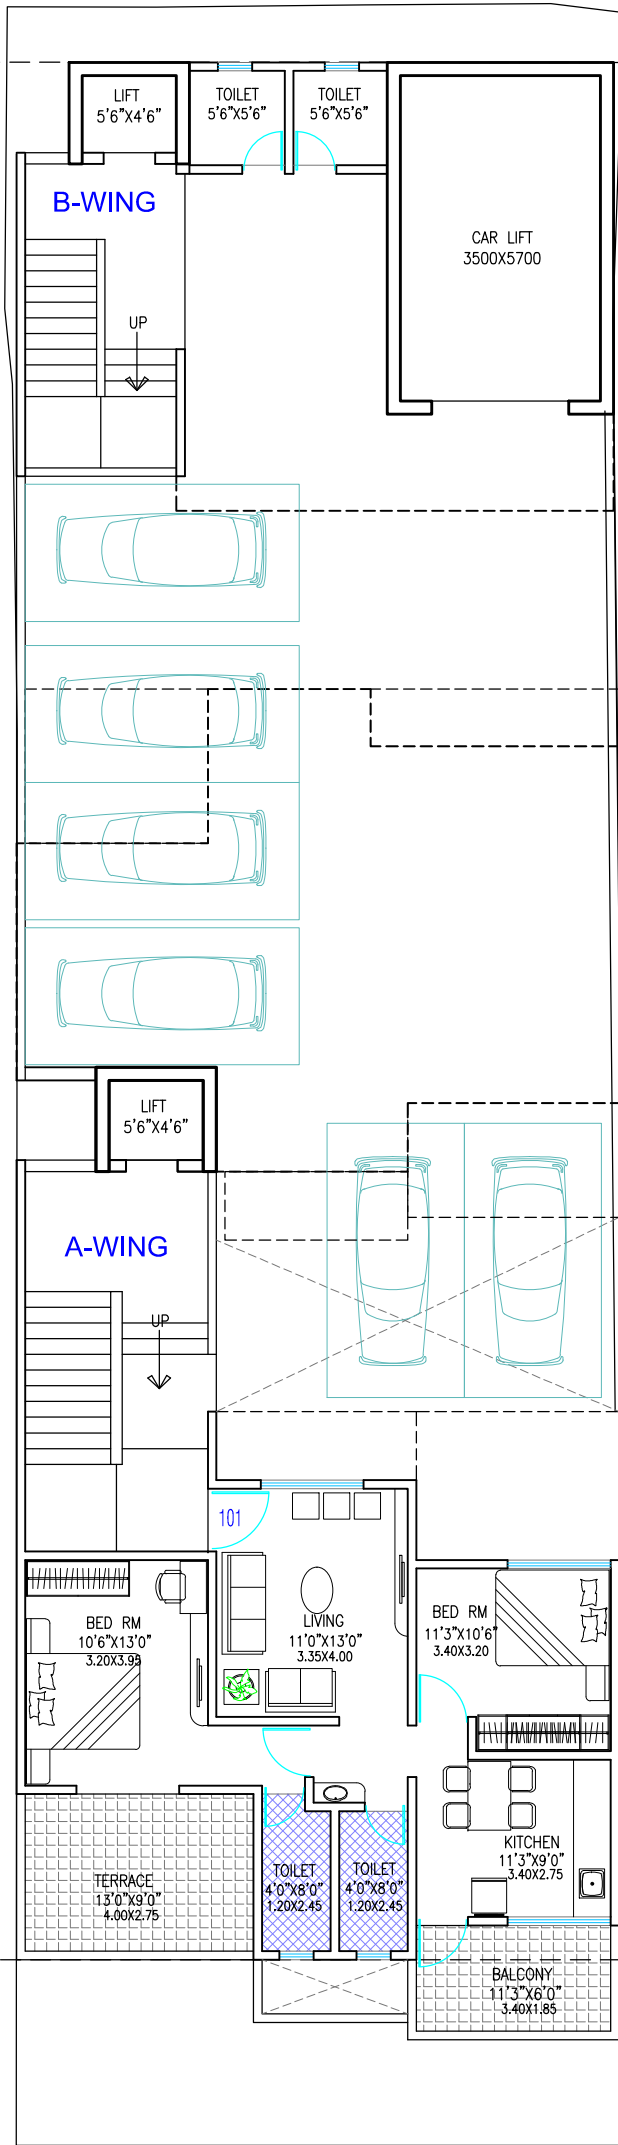 LIFT
5'6"X4'6"
TOILET
5'6"X5'6"
TOILET
5'6"X5'6"
B-WING
CAR LIFT
3500X5700
UP
LIFT
5'6"X4'6"
A-WING
UP
101
BED RM
10'6"X13'0"
3.20X3.95
LIVING
11'0"X13'0"
3.35X4.00
BED RM
11'3"X10'6"
3.40X3.20
KITCHEN
11'3"X9'0"
3.40X2.75
TERRACE
13'0"X9'0"
4.00X2.75
TOILET
4'0"X8'0"
1.20X2.45
TOILET
4'0"X8'0"
1.20X2.45
BALCONY
11'3"X6'0"
3.40X1.85